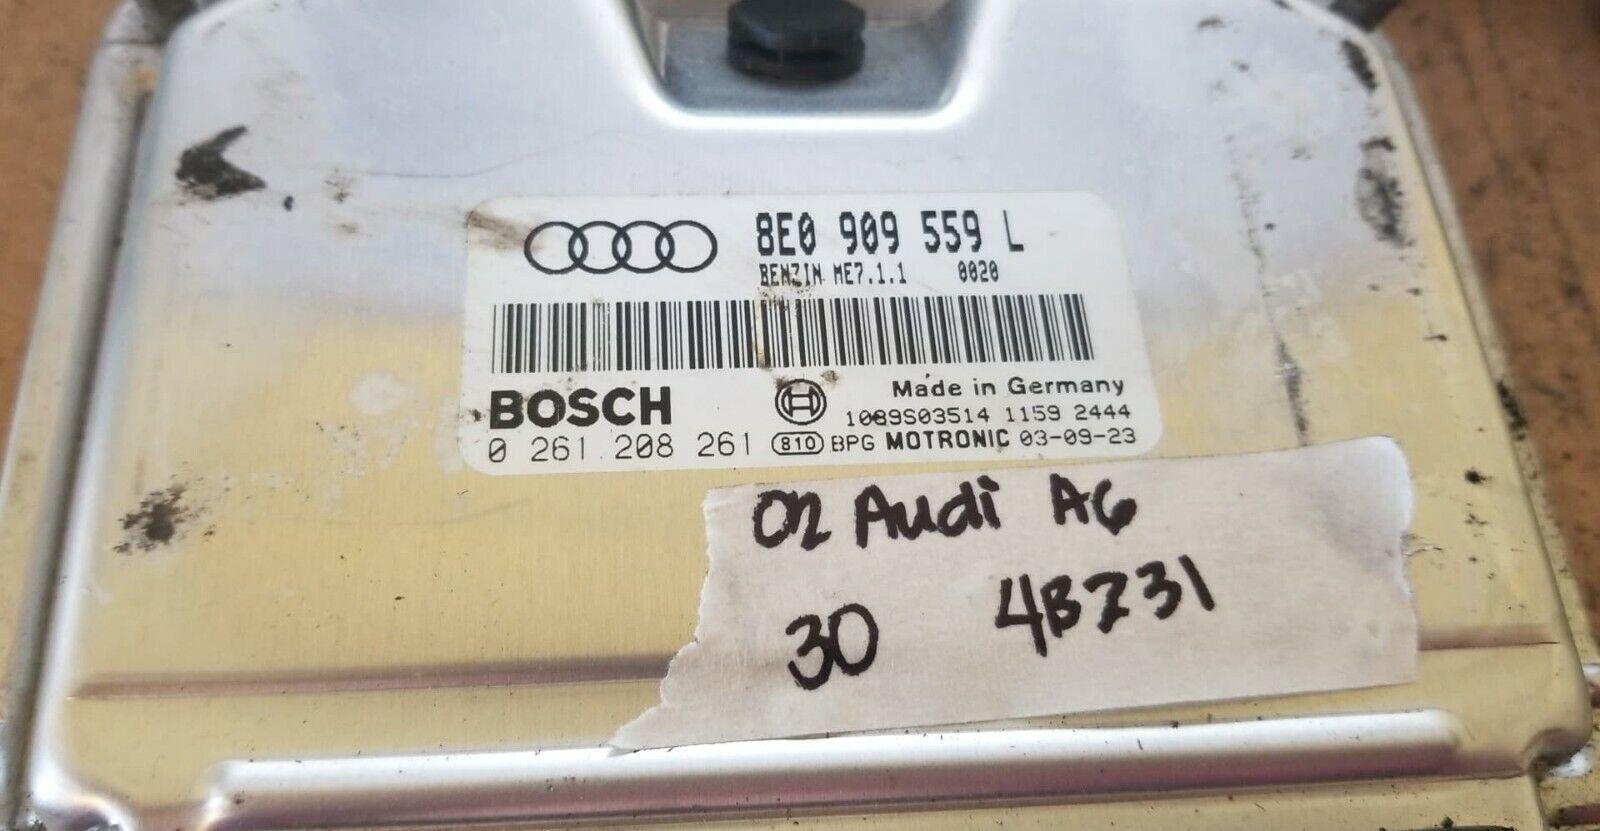 8E0 909 559 L
BENZIN ME7.1.1 0020
BOSCH
Made in Germany
1089S03514 1159 2444
0 261 208 261 810 BPG MOTRONIC 03-09-23
02 Audi A6
30 4BZ31